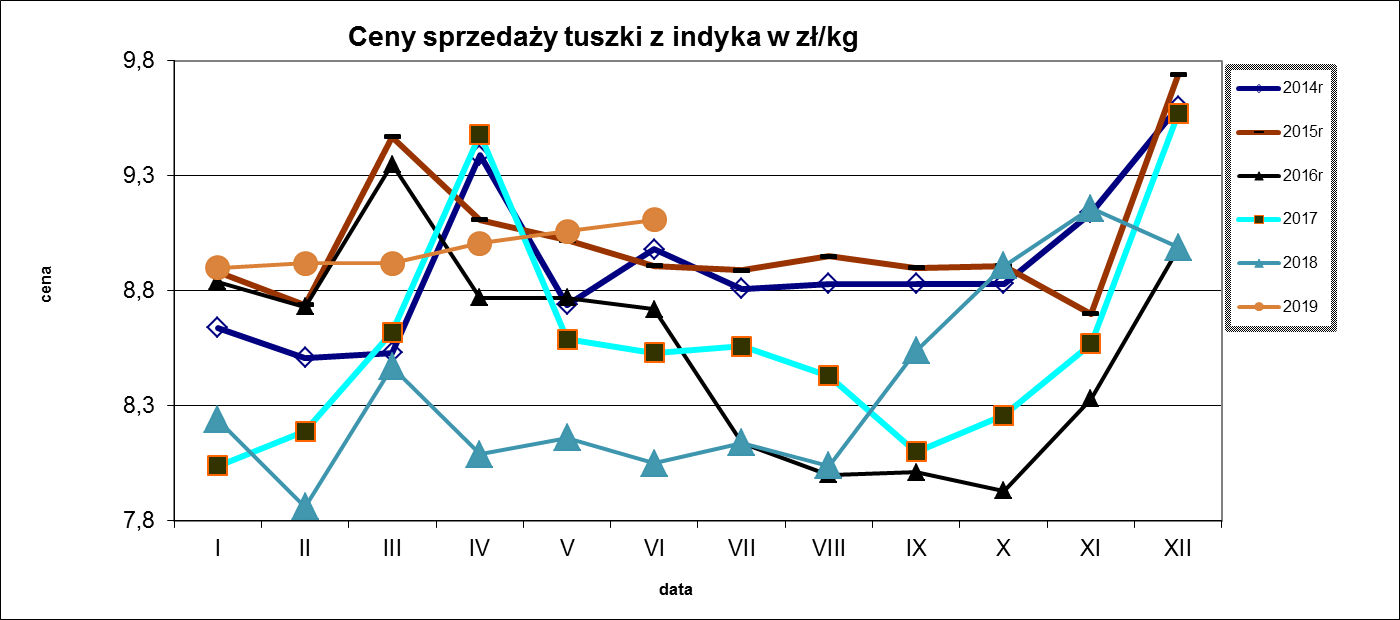 Ceny sprzedaży tuszki z indyka w zł/kg
9,8
9,3
8,8
8,3
7,8
cena
I II III IV V VI VII VIII IX X XI XII
data
2014r
2015r
2016r
2017
2018
2019